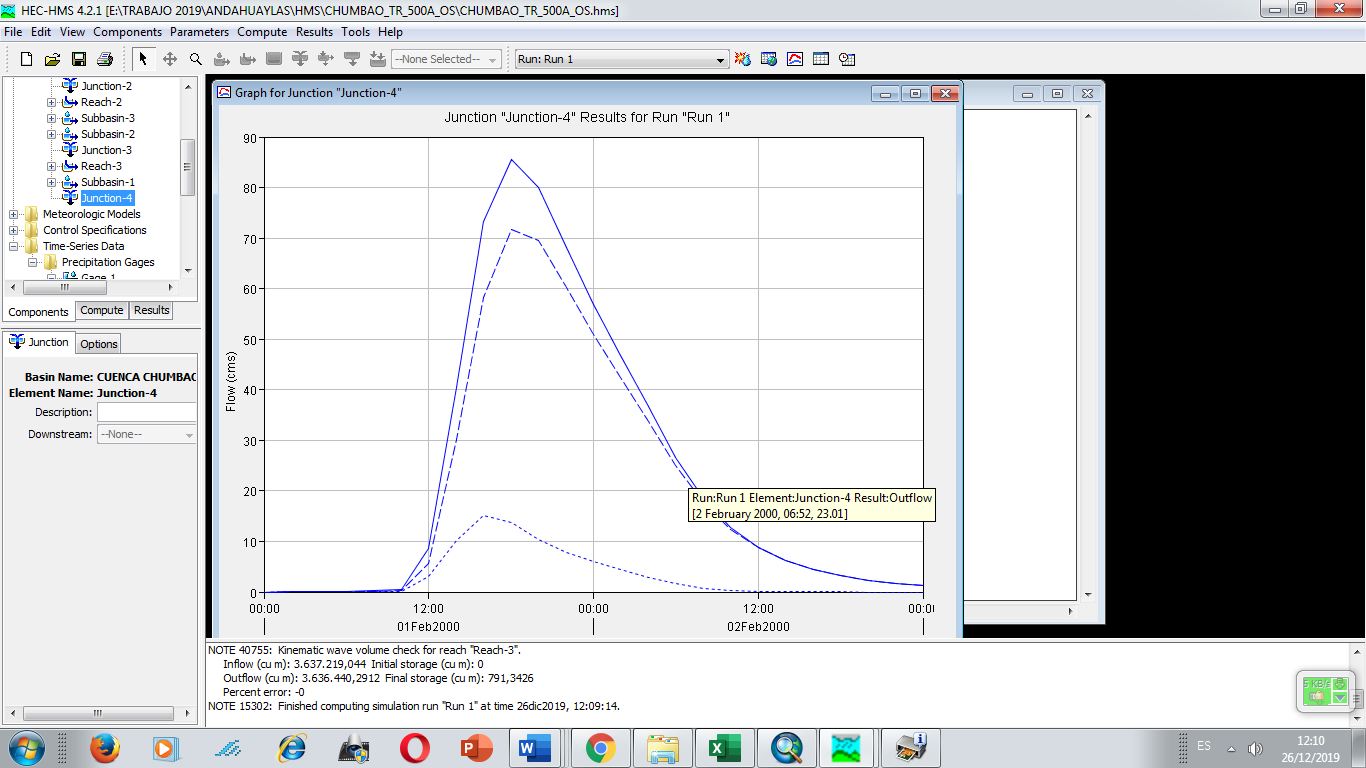 HEC-HMS 4.2.1 [E:\TRABAJO 2019\ANDAHUAYLAS\HMS\CHUMBAO_TR_500A_OS\CHUMBAO_TR_500A_OS.hms]
File Edit View Components Parameters Compute Results Tools Help
--None Selected--
Run: Run 1
Junction-2
Reach-2
Subbasin-3
Subbasin-2
Junction-3
Reach-3
Subbasin-1
Junction-4
Meteorologic Models
Control Specifications
Time-Series Data
Precipitation Gages
Gage 1
Components Compute Results
Junction Options
Basin Name: CUENCA CHUMBAO
Element Name: Junction-4
Description:
Downstream: --None--
Graph for Junction "Junction-4"
Junction "Junction-4" Results for Run "Run 1"
90
80
70
60
50
40
30
20
10
0
Flow (cms)
00:00 12:00 00:00 12:00 00:00
01Feb2000 02Feb2000
Run:Run 1 Element:Junction-4 Result:Outflow
[2 February 2000, 06:52, 23.01]
NOTE 40755: Kinematic wave volume check for reach "Reach-3".
Inflow (cu m): 3.637.219,044 Initial storage (cu m): 0
Outflow (cu m): 3.636.440,2912 Final storage (cu m): 791,3426
Percent error: -0
NOTE 15302: Finished computing simulation run "Run 1" at time 26dic2019, 12:09:14.
5 KB/s
ES
12:10
26/12/2019